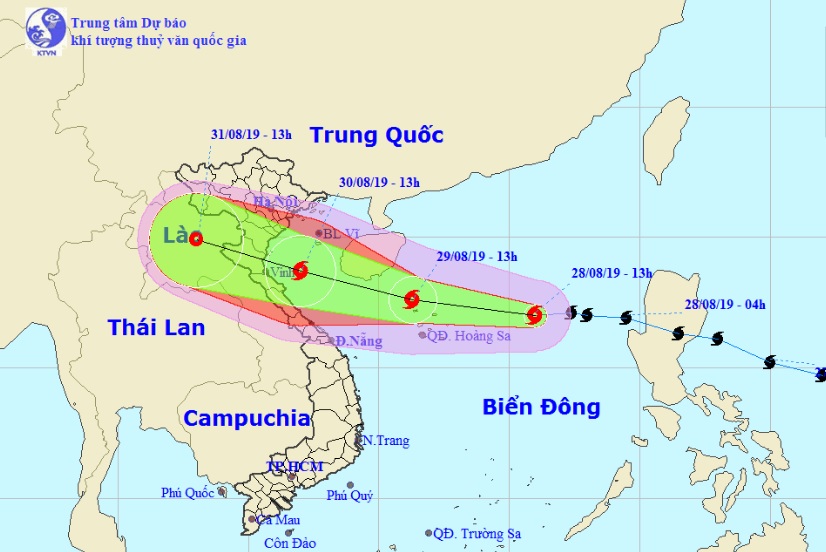 Trung tâm Dự báo
khí tượng thuỷ văn quốc gia
KTVN
31/08/19 - 13h
Trung Quốc
30/08/19 - 13h
Hà Nội
Lào
BL. Vĩ
29/08/19 - 13h
Vinh
28/08/19 - 13h
28/08/19 - 04h
Thái Lan
QĐ. Hoàng Sa
Đ.Nẵng
Campuchia
Biển Đông
N.Trang
TP.HCM
Phú Quốc
Phú Quý
Cà Mau
Côn Đảo
QĐ. Trường Sa